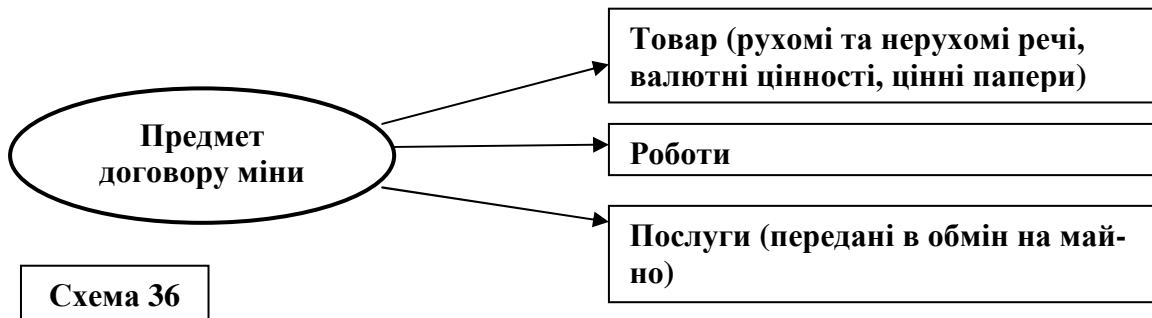 Товар (рухомі та нерухомі речі,
валютні цінності, цінні папери)
Предмет
договору міни
Роботи
Послуги (передані в обмін на май-
но)
Схема 36